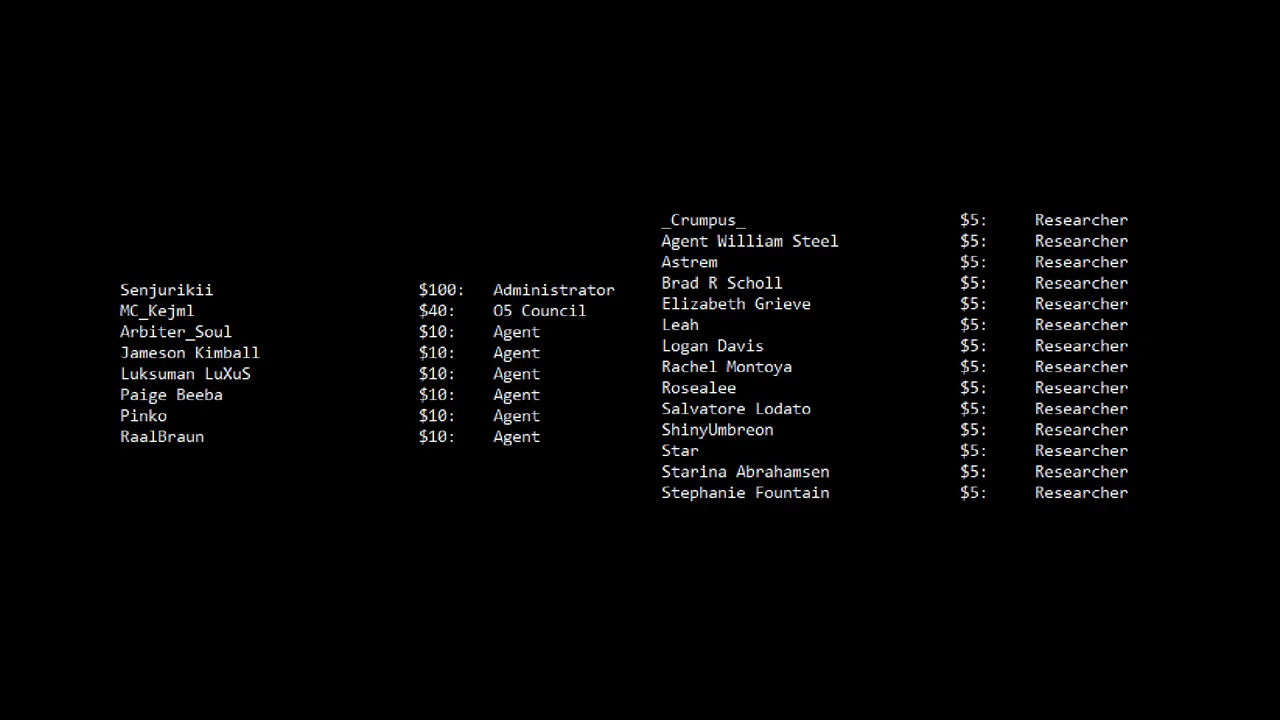 Senjurikii $100: Administrator
MC_Kejml $40: O5 Council
Arbiter_Soul $10: Agent
Jameson Kimball $10: Agent
Luksuman LuXuS $10: Agent
Paige Beeba $10: Agent
Pinko $10: Agent
RaalBraun $10: Agent
_Crumpus_ $5: Researcher
Agent William Steel $5: Researcher
Astrem $5: Researcher
Brad R Scholl $5: Researcher
Elizabeth Grieve $5: Researcher
Leah $5: Researcher
Logan Davis $5: Researcher
Rachel Montoya $5: Researcher
Rosealee $5: Researcher
Salvatore Lodato $5: Researcher
ShinyUmbreon $5: Researcher
Star $5: Researcher
Starina Abrahamsen $5: Researcher
Stephanie Fountain $5: Researcher